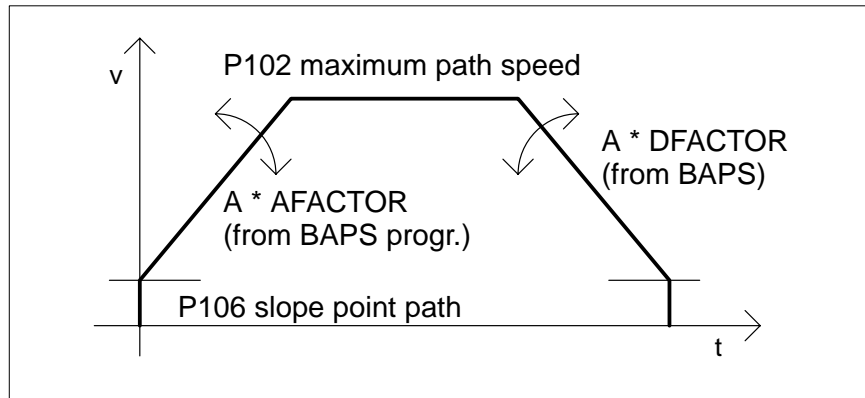 v
P102 maximum path speed
A * DFACTOR
(from BAPS)
A * AFACTOR
(from BAPS progr.)
P106 slope point path
t